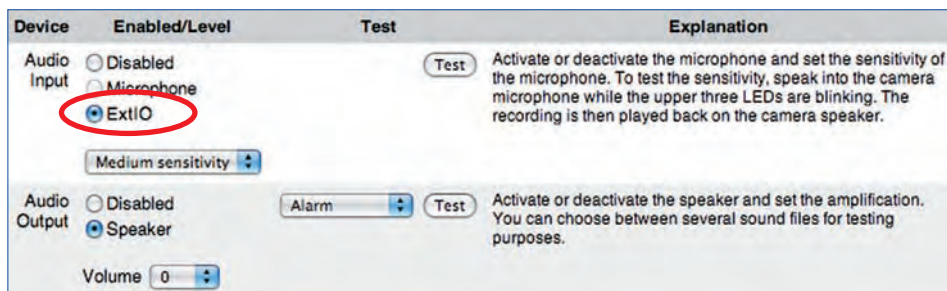 Device Enabled/Level Test Explanation
Audio Input
Disabled
Microphone
ExtIO
Medium sensitivity
Test
Activate or deactivate the microphone and set the sensitivity of
the microphone. To test the sensitivity, speak into the camera
microphone while the upper three LEDs are blinking. The
recording is then played back on the camera speaker.
Audio
Output
Disabled
Speaker
Volume 0
Alarm Test
Activate or deactivate the speaker and set the amplification.
You can choose between several sound files for testing
purposes.